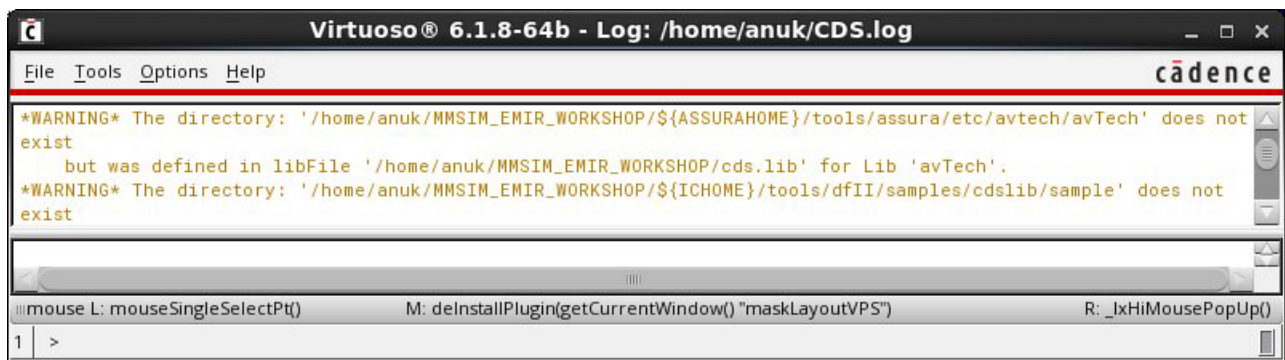 Virtuoso® 6.1.8-64b - Log: /home/anuk/CDS.log
File Tools Options Help cādence
*WARNING* The directory: '/home/anuk/MMSIM_EMIR_WORKSHOP/${ASSURAHOME}/tools/assura/etc/avtech/avTech' does not
exist
but was defined in libFile '/home/anuk/MMSIM_EMIR_WORKSHOP/cds.lib' for Lib 'avTech'.
*WARNING* The directory: '/home/anuk/MMSIM_EMIR_WORKSHOP/${ICHOME}/tools/dfII/samples/cdslib/sample' does not
exist
mouse L: mouseSingleSelectPt() M: deInstallPlugin(getCurrentWindow() "maskLayoutVPS") R: _lxHiMousePopUp()
1 >